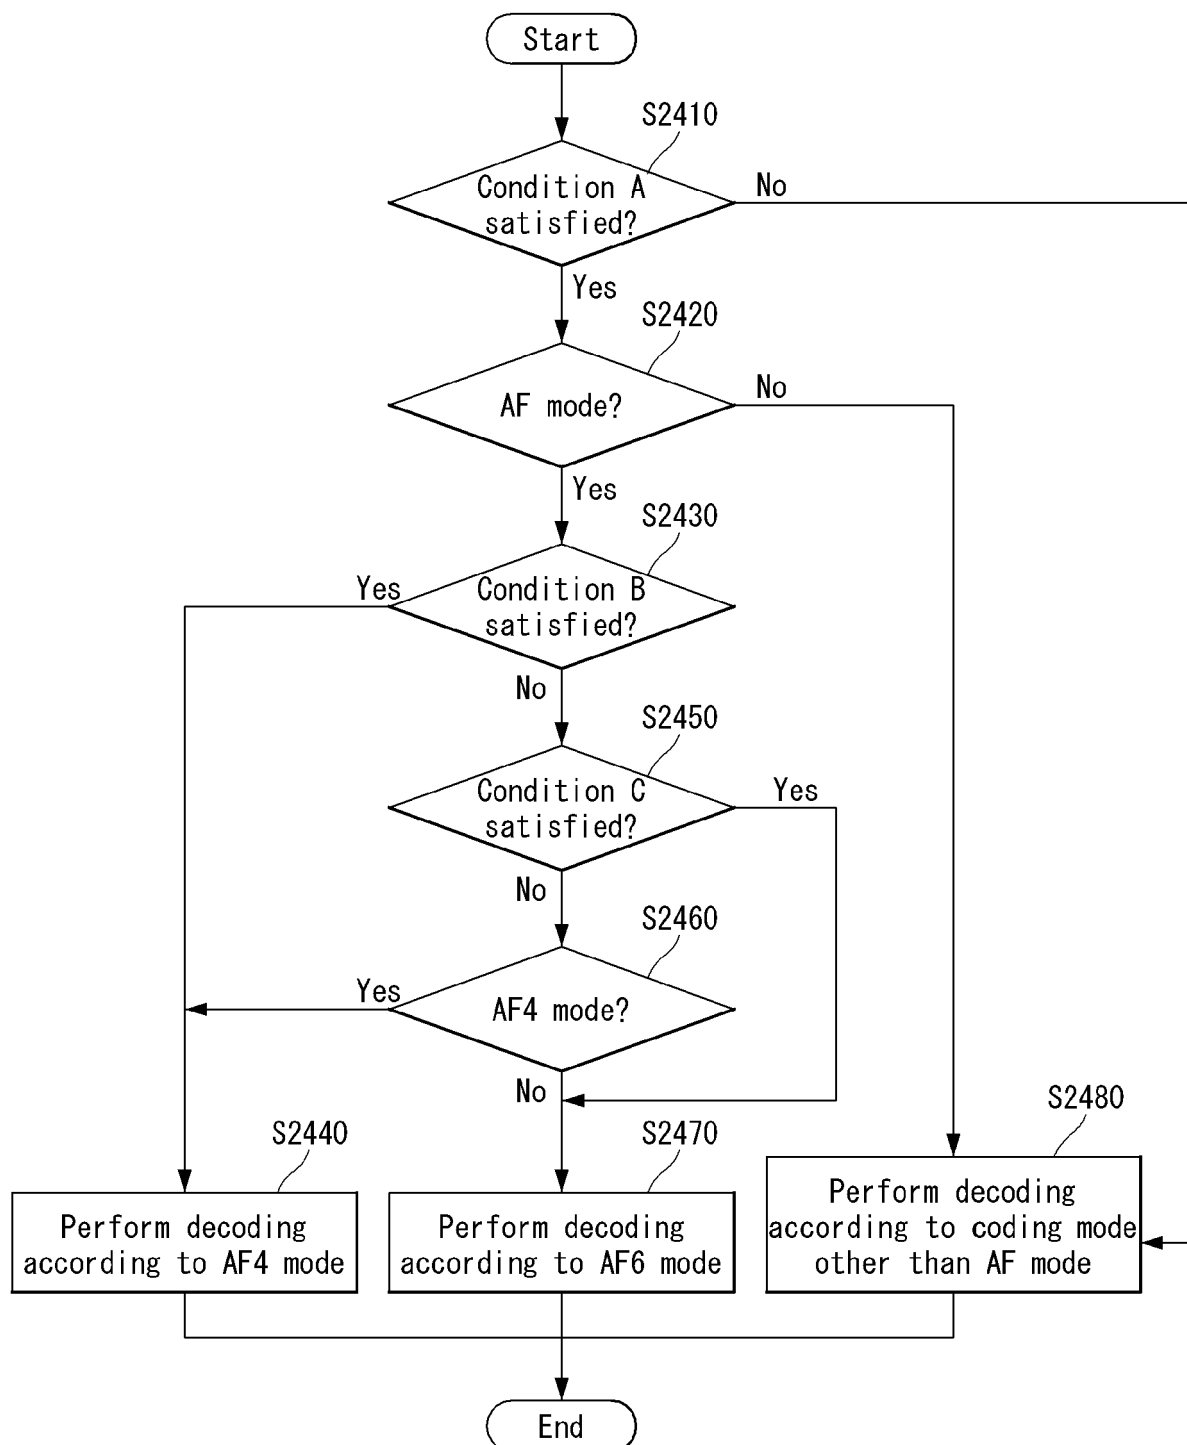 Start
S2410
Condition A
satisfied?
No
Yes
S2420
AF mode?
No
Yes
S2430
Yes
Condition B
satisfied?
No
S2450
Condition C
satisfied?
Yes
No
S2460
Yes
AF4 mode?
No
S2440
S2470
S2480
Perform decoding
according to AF4 mode
Perform decoding
according to AF6 mode
Perform decoding
according to coding mode
other than AF mode
End